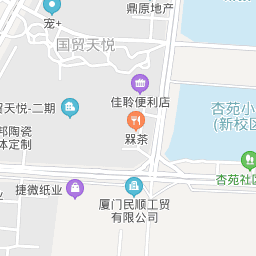 宠+
鼎原地产
国贸天悦
佳聆便利店
贸天悦-二期
杏苑小
(新校区
槑茶
邦陶瓷
体定制
杏苑社区
捷微纸业
厦门民顺工贸
有限公司